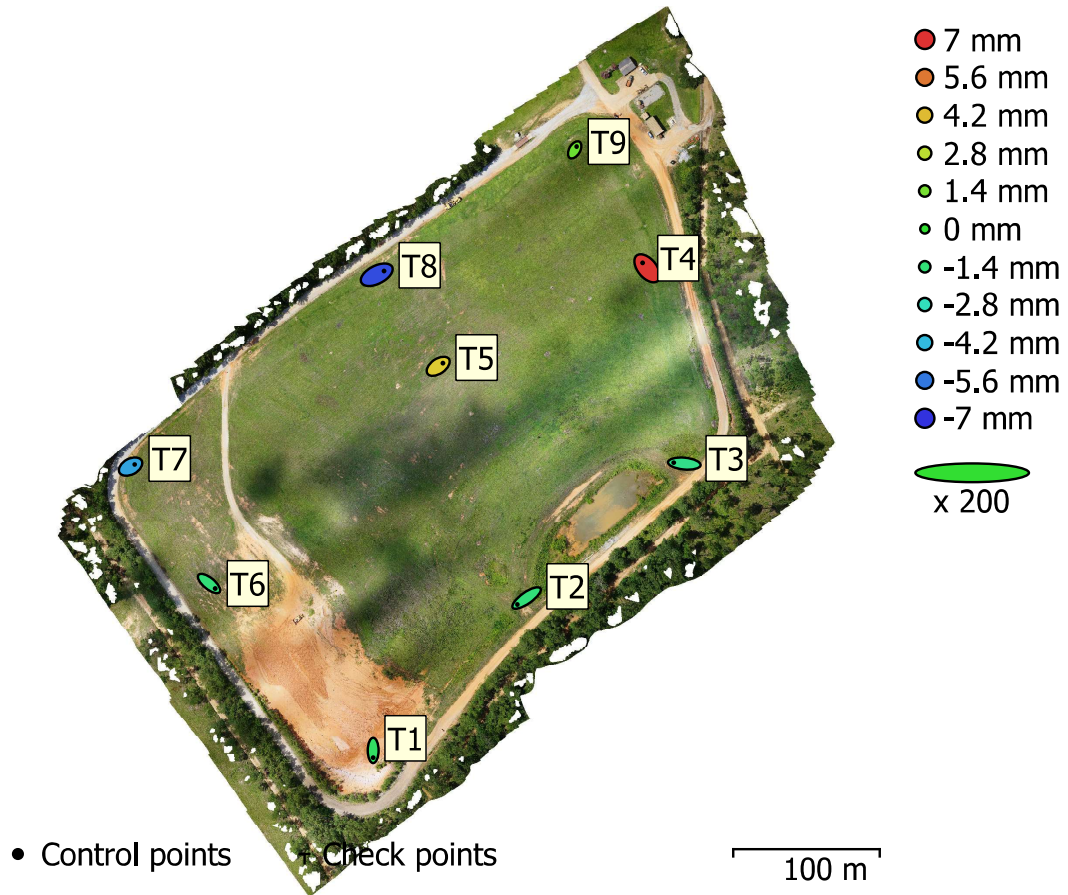 7 mm
5.6 mm
4.2 mm
2.8 mm
1.4 mm
0 mm
-1.4 mm
-2.8 mm
-4.2 mm
-5.6 mm
-7 mm
x 200
T9
T4
T8
T5
T3
T7
T6
T2
T1
Control points
Check points
100 m